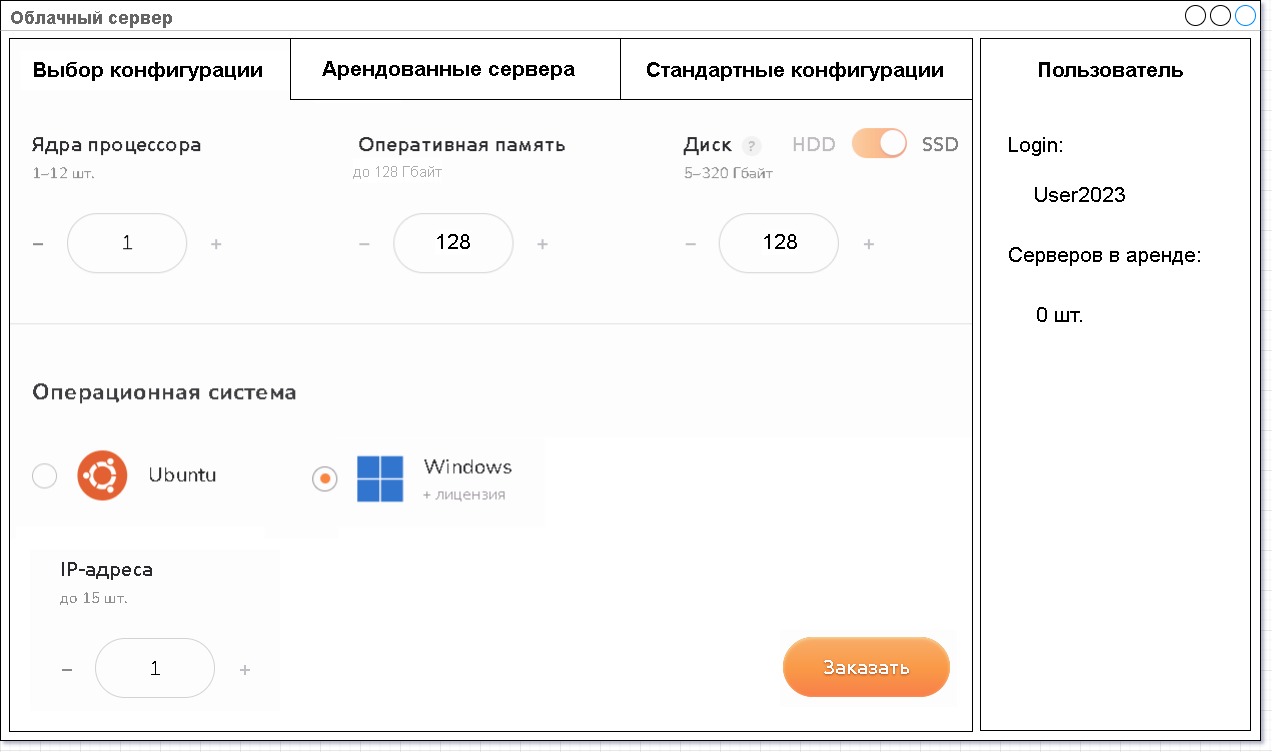 Облачный сервер
Выбор конфигурации
Арендованные сервера
Стандартные конфигурации
Пользователь
Ядра процессора
1–12 шт.
– 1 +
Оперативная память
до 128 Гбайт
– 128 +
Диск ? HDD SSD
5–320 Гбайт
– 128 +
Login:
User2023
Серверов в аренде:
0 шт.
Операционная система
Ubuntu
Windows
+ лицензия
IP-адреса
до 15 шт.
– 1 +
Заказать